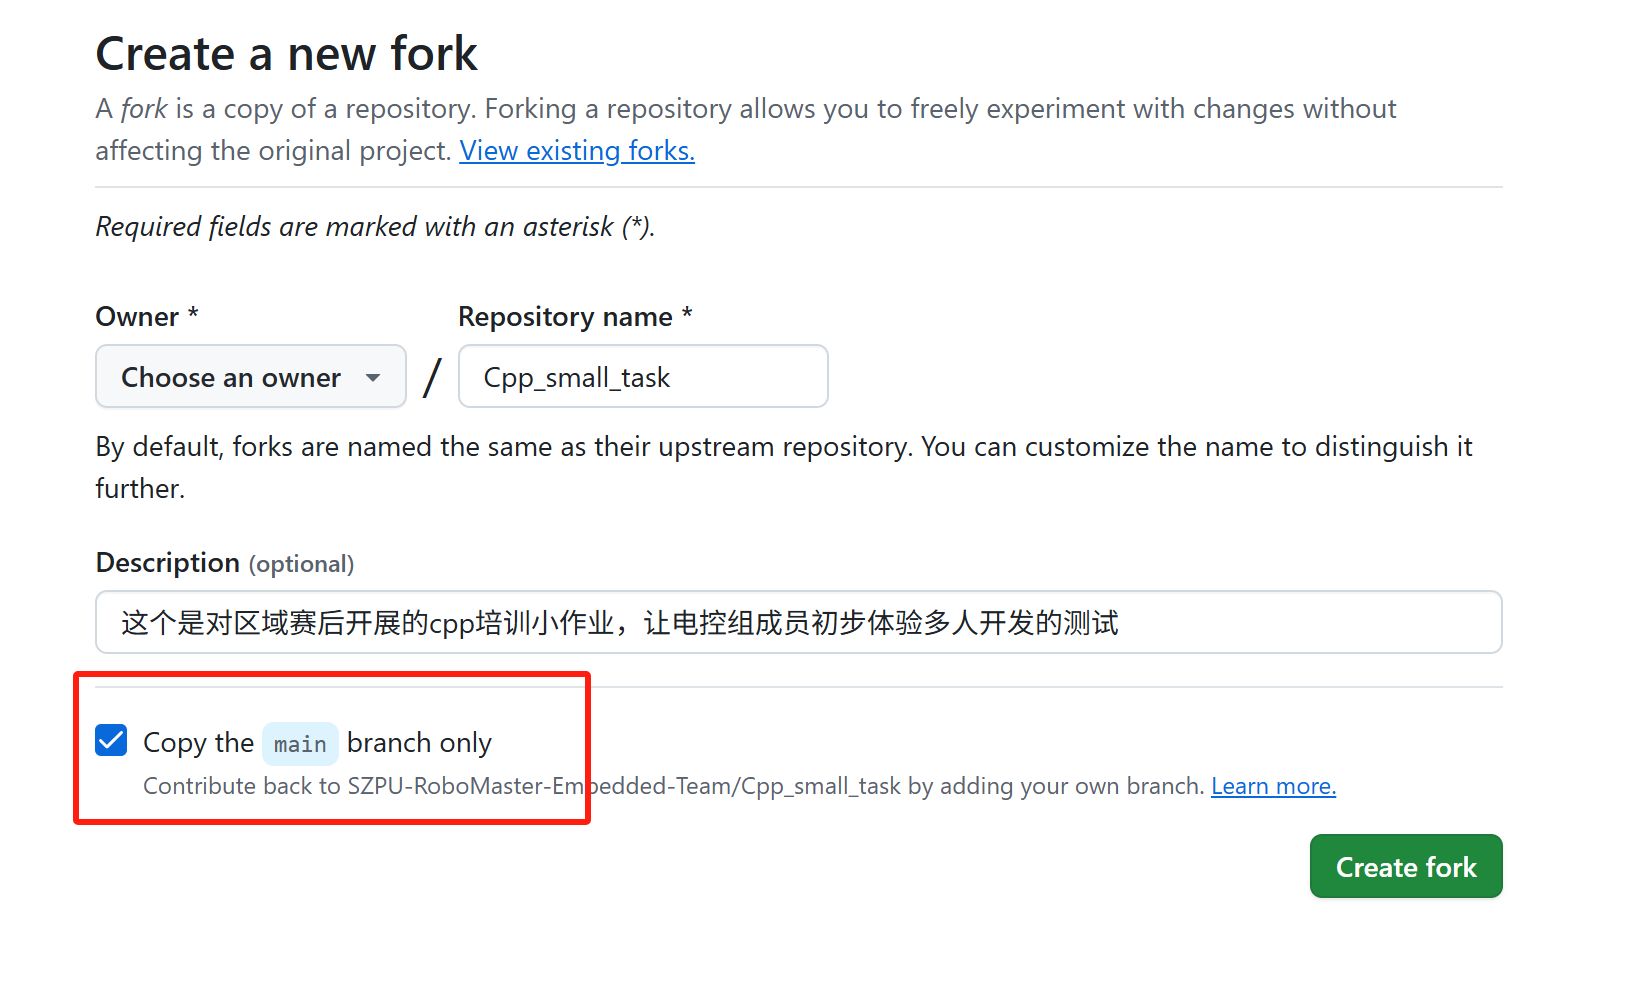 Create a new fork
A fork is a copy of a repository. Forking a repository allows you to freely experiment with changes without
affecting the original project. View existing forks.
Required fields are marked with an asterisk (*).
Owner * Repository name *
Choose an owner / Cpp_small_task
By default, forks are named the same as their upstream repository. You can customize the name to distinguish it
further.
Description (optional)
这个是对区域赛后开展的cpp培训小作业，让电控组成员初步体验多人开发的测试
Copy the main branch only
Contribute back to SZPU-RoboMaster-Embedded-Team/Cpp_small_task by adding your own branch. Learn more.
Create fork